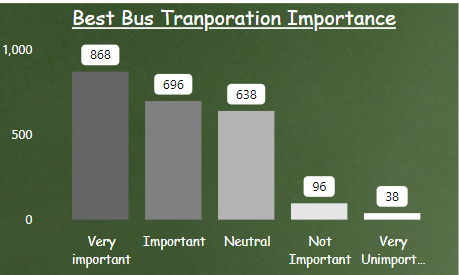 Best Bus Tranporation Importance
1,000
868
696
638
500
96
38
0
Very
important
Important
Neutral
Not
Important
Very
Unimport...